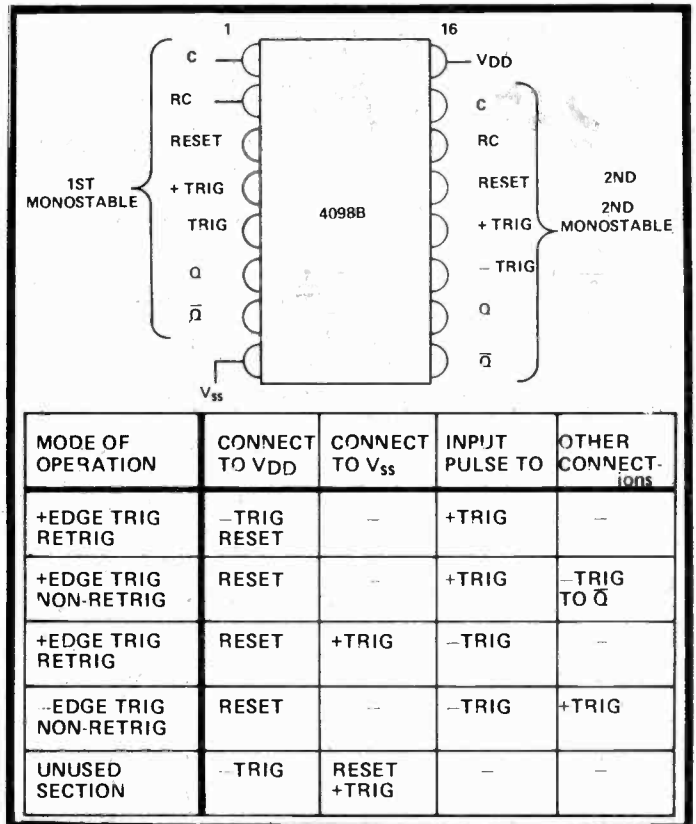 1 16
C VDD
RC C
RESET RC
+ TRIG RESET
TRIG + TRIG
Q – TRIG
Q̅ Q
Vss Q̅
1ST
MONOSTABLE
4098B
2ND
2ND
MONOSTABLE
MODE OF OPERATION CONNECT TO VDD CONNECT TO Vss INPUT PULSE TO OTHER CONNECT-ions
+EDGE TRIG –TRIG – +TRIG –
RETRIG RESET
+EDGE TRIG RESET – +TRIG –TRIG
NON-RETRIG TO Q̅
+EDGE TRIG RESET +TRIG –TRIG –
RETRIG
–EDGE TRIG RESET – –TRIG +TRIG
NON-RETRIG
UNUSED –TRIG RESET – –
SECTION +TRIG